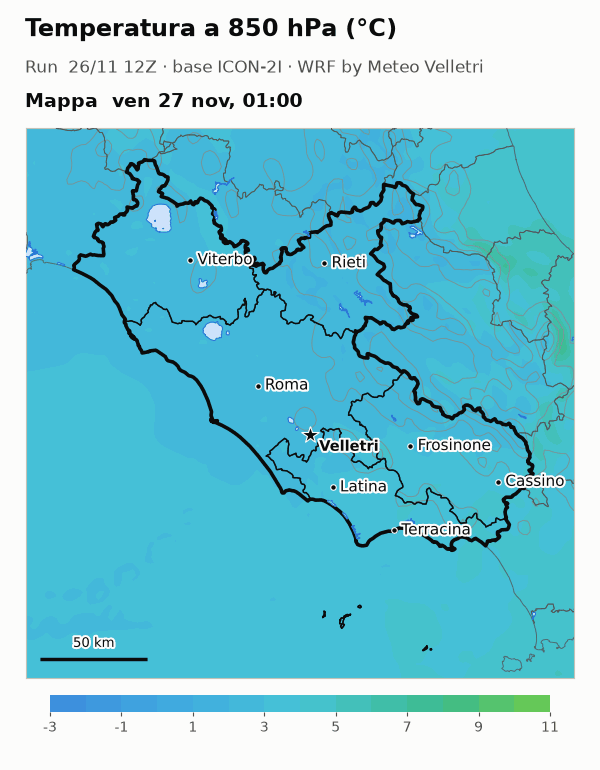 Temperatura a 850 hPa (°C)
Run  26/11 12Z · base ICON-2I · WRF by Meteo Velletri
Mappa  ven 27 nov, 01:00
Viterbo
Rieti
Roma
Velletri
Frosinone
Cassino
Latina
Terracina
50 km
-3 -1 1 3 5 7 9 11